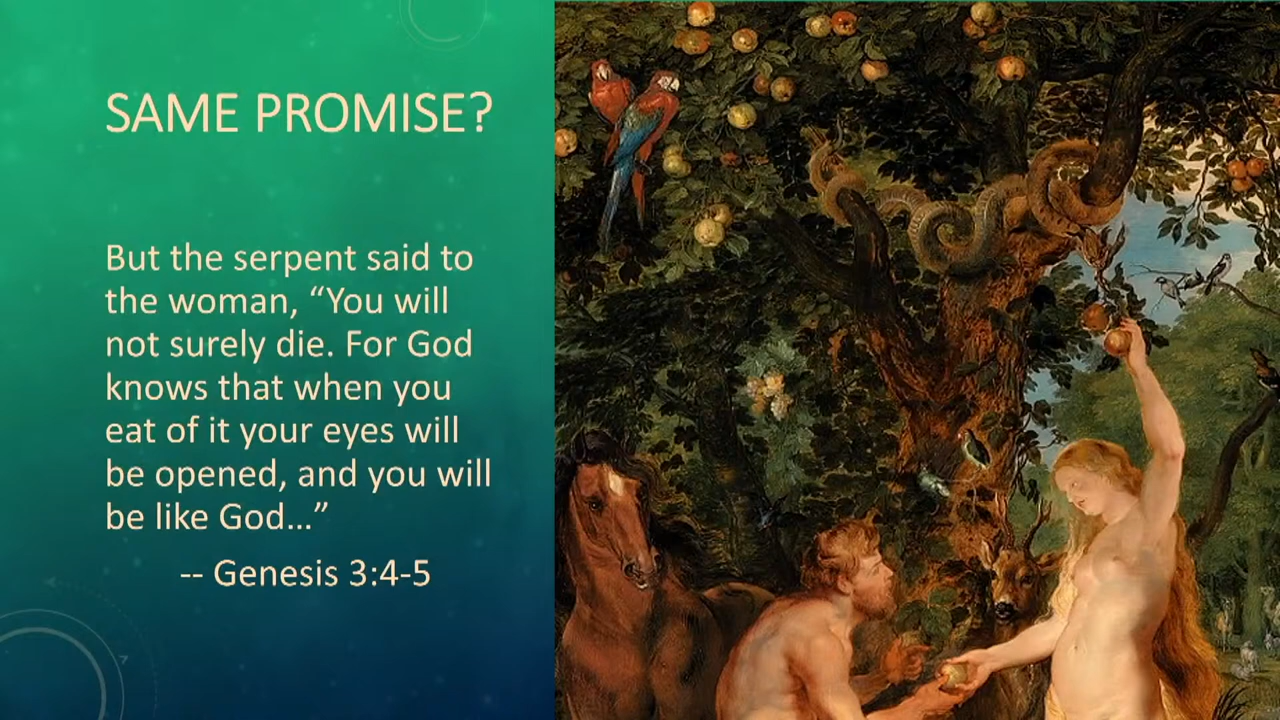 SAME PROMISE?
But the serpent said to
the woman, “You will
not surely die. For God
knows that when you
eat of it your eyes will
be opened, and you will
be like God…”
-- Genesis 3:4-5